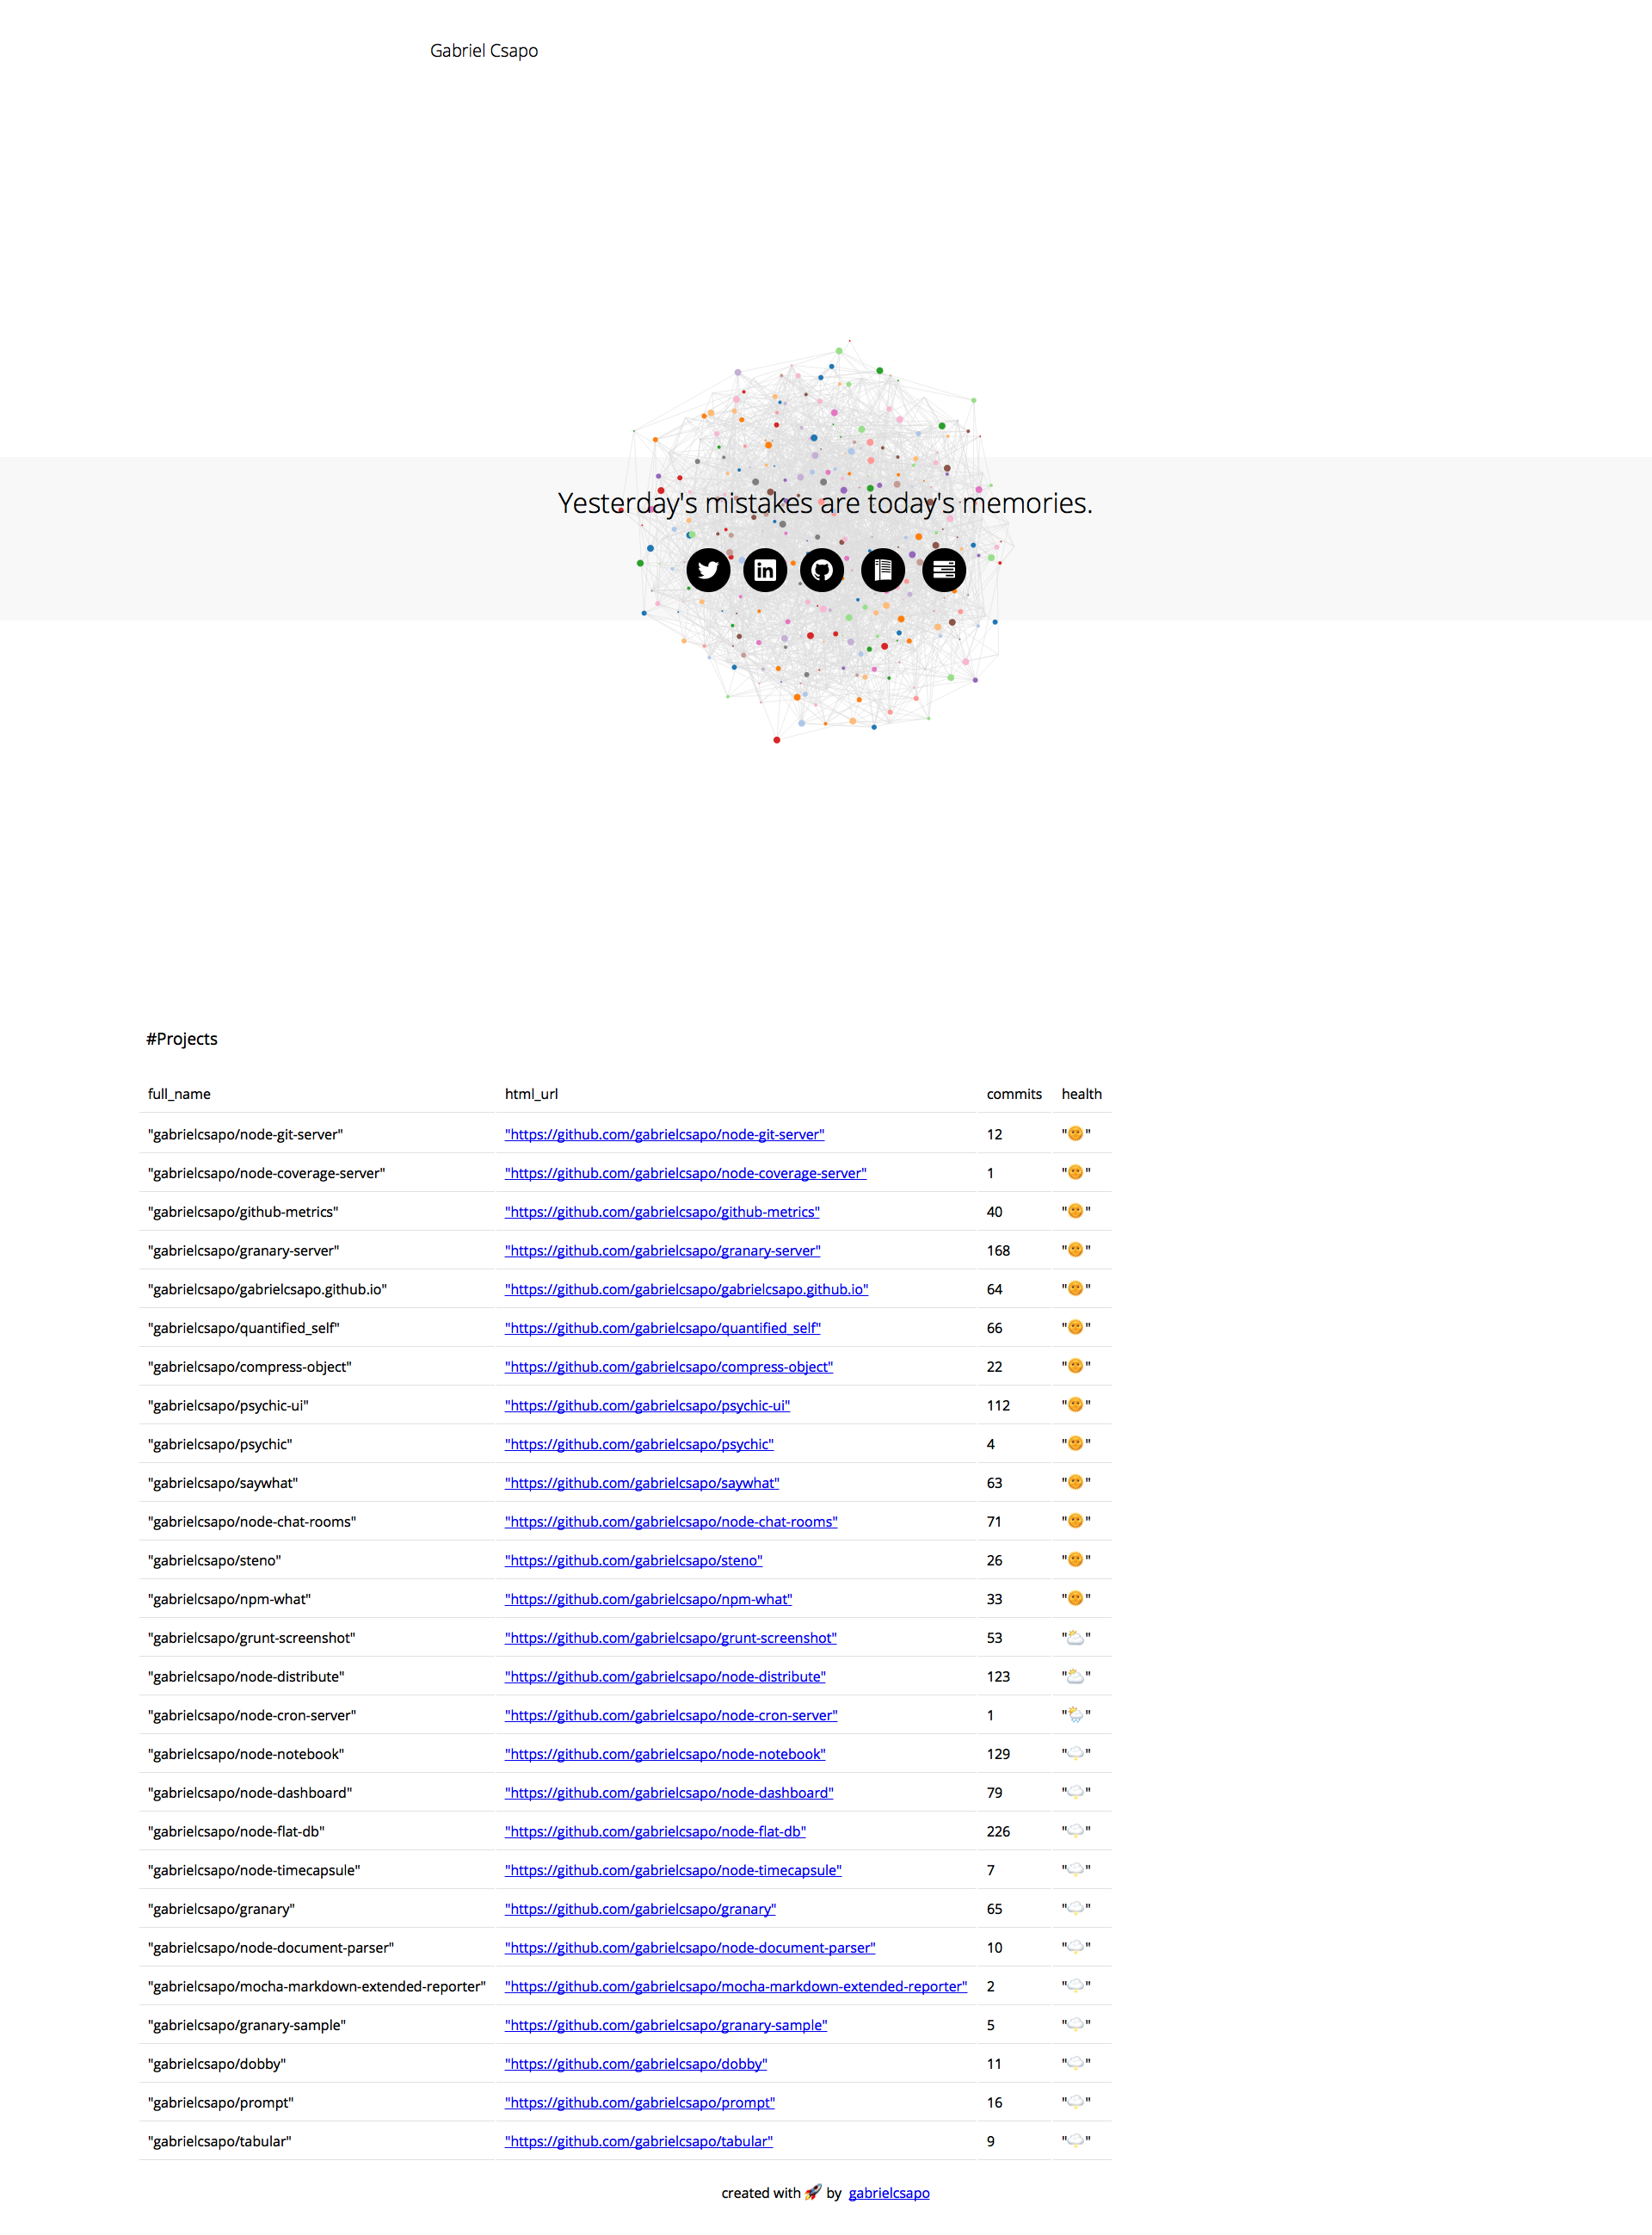 Gabriel Csapo
Yesterday's mistakes are today's memories.
#Projects
full_name html_url commits health
"gabrielcsapo/node-git-server" "https://github.com/gabrielcsapo/node-git-server" 12 "🌞"
"gabrielcsapo/node-coverage-server" "https://github.com/gabrielcsapo/node-coverage-server" 1 "🌞"
"gabrielcsapo/github-metrics" "https://github.com/gabrielcsapo/github-metrics" 40 "🌞"
"gabrielcsapo/granary-server" "https://github.com/gabrielcsapo/granary-server" 168 "🌞"
"gabrielcsapo/gabrielcsapo.github.io" "https://github.com/gabrielcsapo/gabrielcsapo.github.io" 64 "🌞"
"gabrielcsapo/quantified_self" "https://github.com/gabrielcsapo/quantified_self" 66 "🌞"
"gabrielcsapo/compress-object" "https://github.com/gabrielcsapo/compress-object" 22 "🌞"
"gabrielcsapo/psychic-ui" "https://github.com/gabrielcsapo/psychic-ui" 112 "🌞"
"gabrielcsapo/psychic" "https://github.com/gabrielcsapo/psychic" 4 "🌞"
"gabrielcsapo/saywhat" "https://github.com/gabrielcsapo/saywhat" 63 "🌞"
"gabrielcsapo/node-chat-rooms" "https://github.com/gabrielcsapo/node-chat-rooms" 71 "🌞"
"gabrielcsapo/steno" "https://github.com/gabrielcsapo/steno" 26 "🌞"
"gabrielcsapo/npm-what" "https://github.com/gabrielcsapo/npm-what" 33 "🌞"
"gabrielcsapo/grunt-screenshot" "https://github.com/gabrielcsapo/grunt-screenshot" 53 "🌥"
"gabrielcsapo/node-distribute" "https://github.com/gabrielcsapo/node-distribute" 123 "🌥"
"gabrielcsapo/node-cron-server" "https://github.com/gabrielcsapo/node-cron-server" 1 "🌦"
"gabrielcsapo/node-notebook" "https://github.com/gabrielcsapo/node-notebook" 129 "🌩"
"gabrielcsapo/node-dashboard" "https://github.com/gabrielcsapo/node-dashboard" 79 "🌩"
"gabrielcsapo/node-flat-db" "https://github.com/gabrielcsapo/node-flat-db" 226 "🌩"
"gabrielcsapo/node-timecapsule" "https://github.com/gabrielcsapo/node-timecapsule" 7 "🌩"
"gabrielcsapo/granary" "https://github.com/gabrielcsapo/granary" 65 "🌩"
"gabrielcsapo/node-document-parser" "https://github.com/gabrielcsapo/node-document-parser" 10 "🌩"
"gabrielcsapo/mocha-markdown-extended-reporter" "https://github.com/gabrielcsapo/mocha-markdown-extended-reporter" 2 "🌩"
"gabrielcsapo/granary-sample" "https://github.com/gabrielcsapo/granary-sample" 5 "🌩"
"gabrielcsapo/dobby" "https://github.com/gabrielcsapo/dobby" 11 "🌩"
"gabrielcsapo/prompt" "https://github.com/gabrielcsapo/prompt" 16 "🌩"
"gabrielcsapo/tabular" "https://github.com/gabrielcsapo/tabular" 9 "🌩"
created with 🚀 by gabrielcsapo